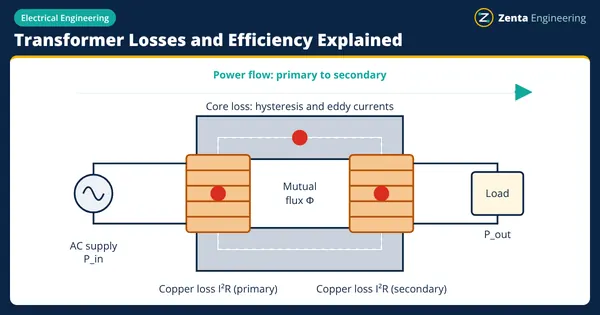 Electrical Engineering
Zenta Engineering
Transformer Losses and Efficiency Explained
Power flow: primary to secondary
Core loss: hysteresis and eddy currents
Mutual
flux Φ
Load
AC supply
P_in
P_out
Copper loss I²R (primary)
Copper loss I²R (secondary)